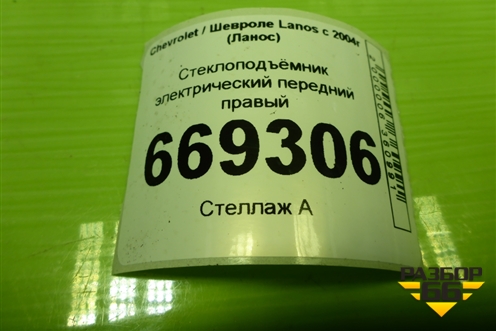 Chevrolet / Шевроле Lanos с 2004г
(Ланос)
Стеклоподъёмник
электрический передний
правый
669306
Стеллаж А
РАЗБОР
66